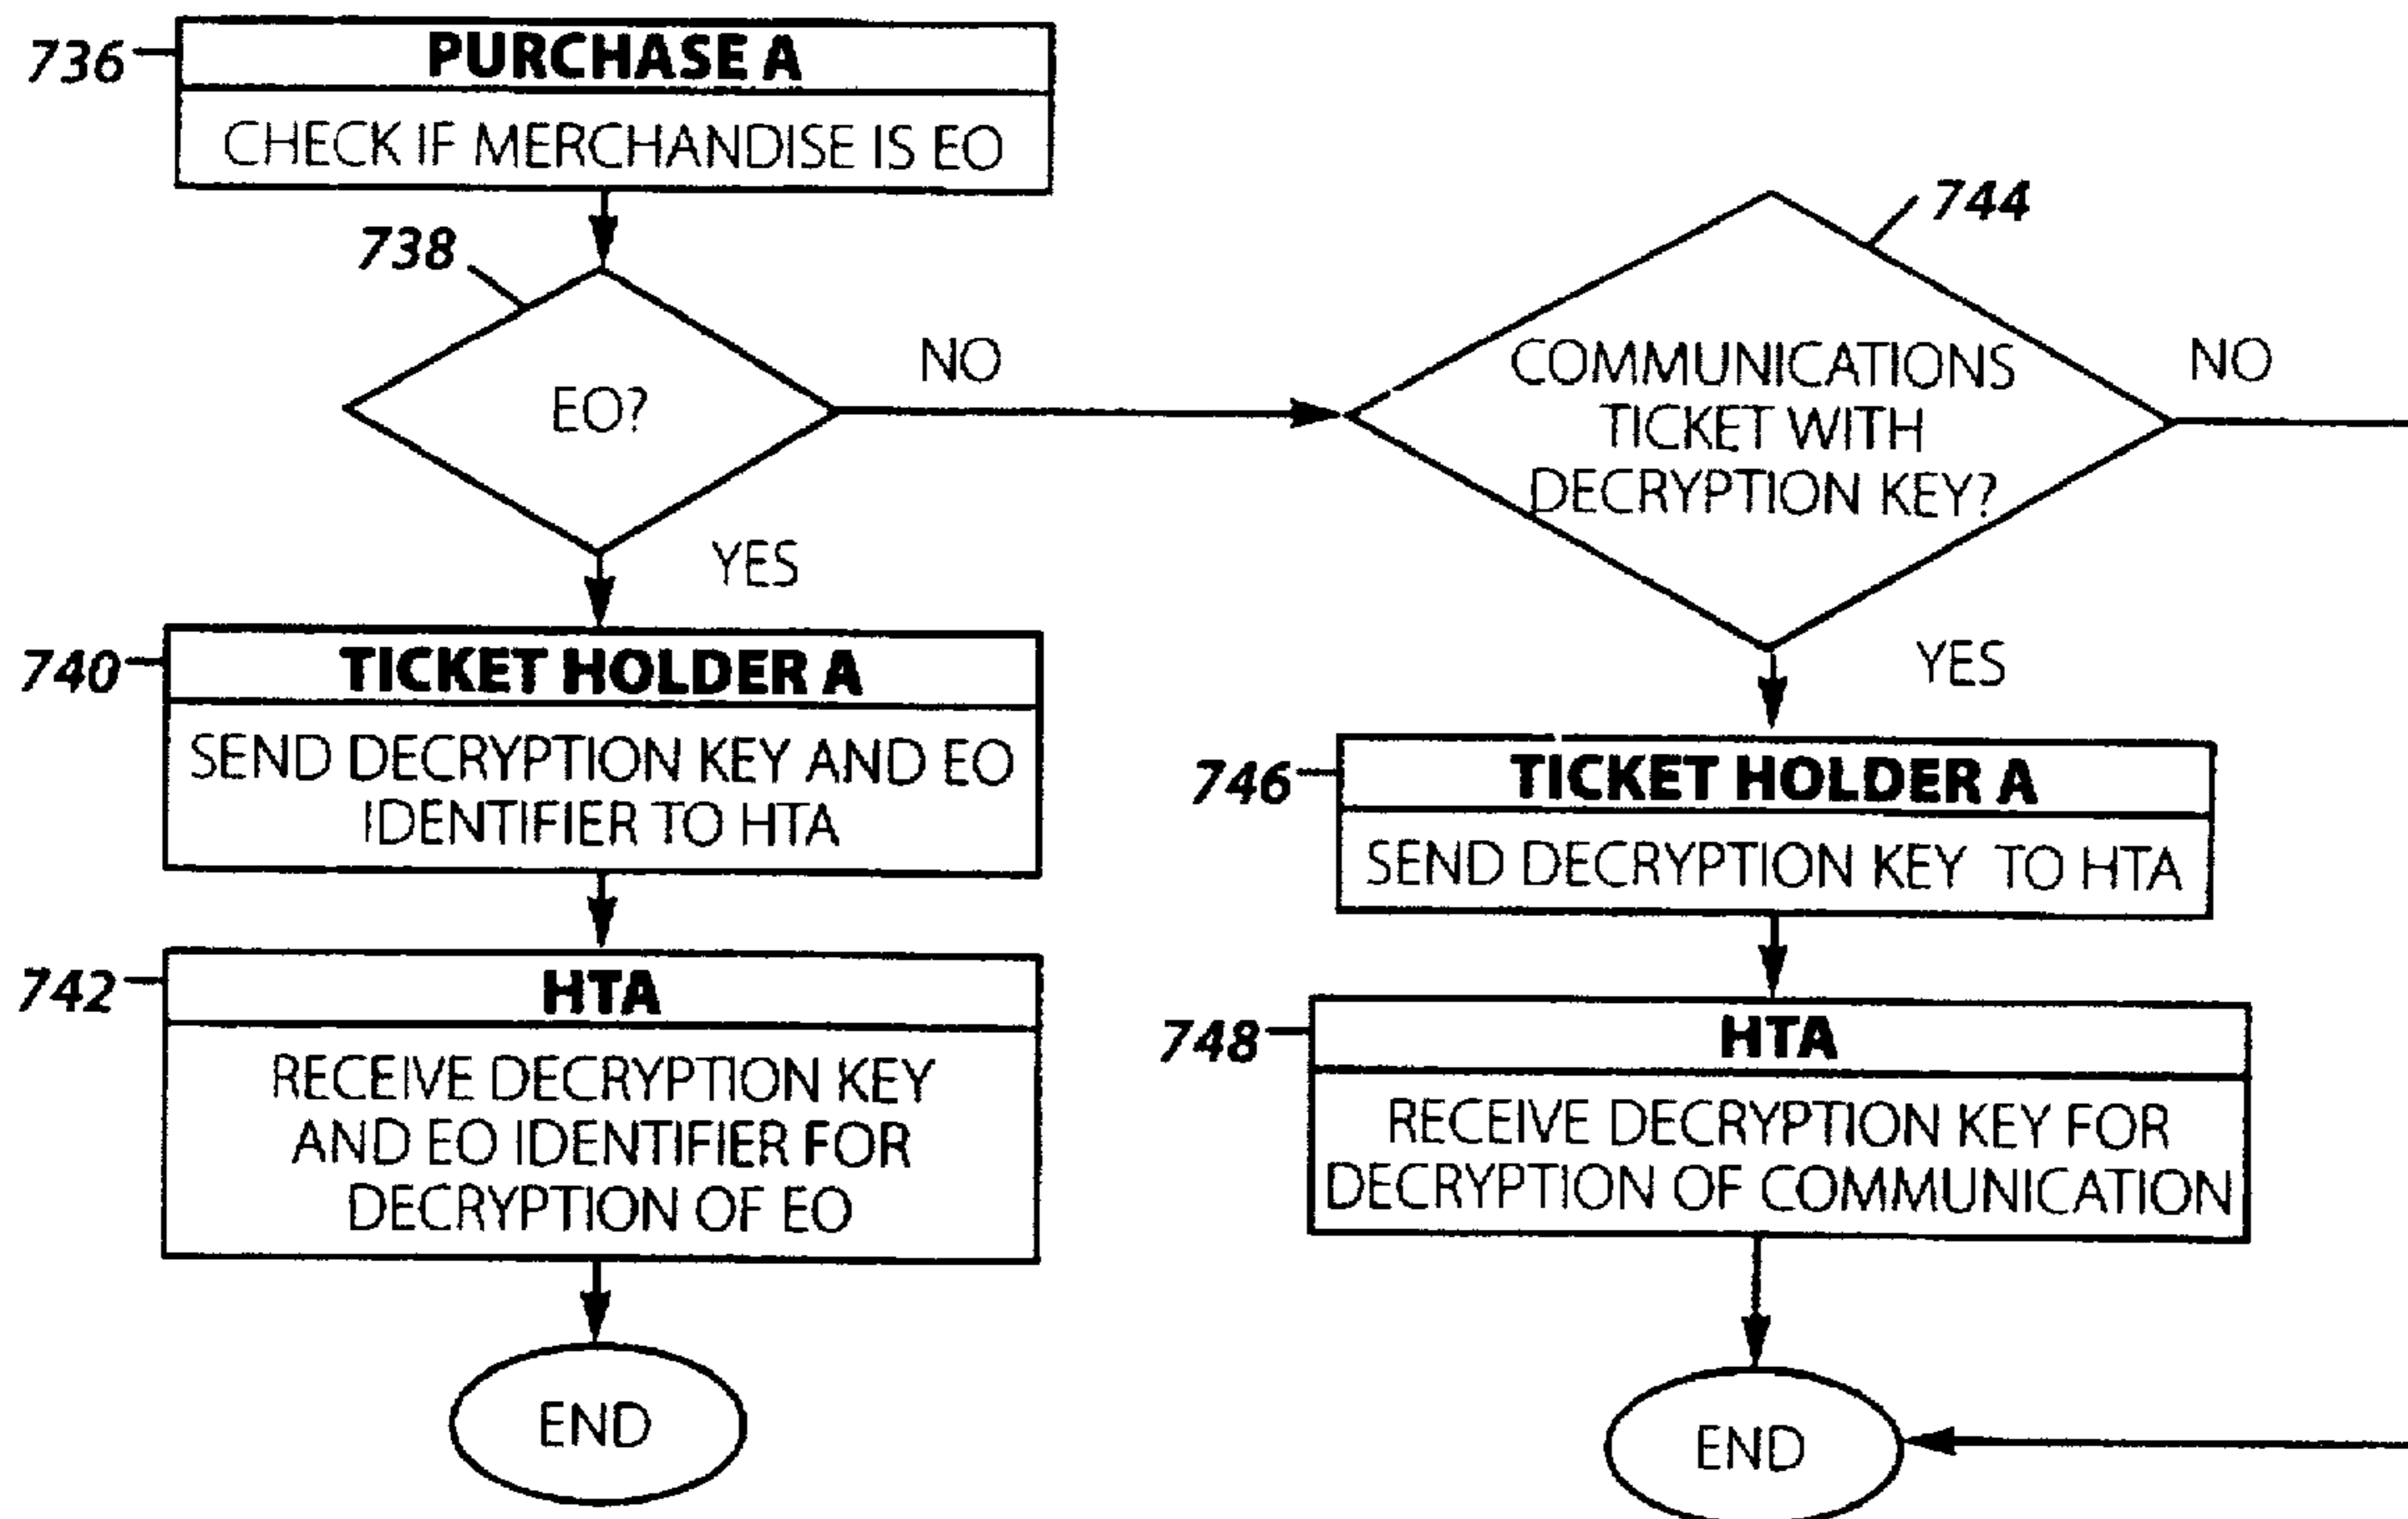 736
PURCHASE A
CHECK IF MERCHANDISE IS EO
738
EO?
NO
YES
740
TICKET HOLDER A
SEND DECRYPTION KEY AND EO
IDENTIFIER TO HTA
742
HTA
RECEIVE DECRYPTION KEY
AND EO IDENTIFIER FOR
DECRYPTION OF EO
END
744
COMMUNICATIONS
TICKET WITH
DECRYPTION KEY?
NO
YES
746
TICKET HOLDER A
SEND DECRYPTION KEY TO HTA
748
HTA
RECEIVE DECRYPTION KEY FOR
DECRYPTION OF COMMUNICATION
END